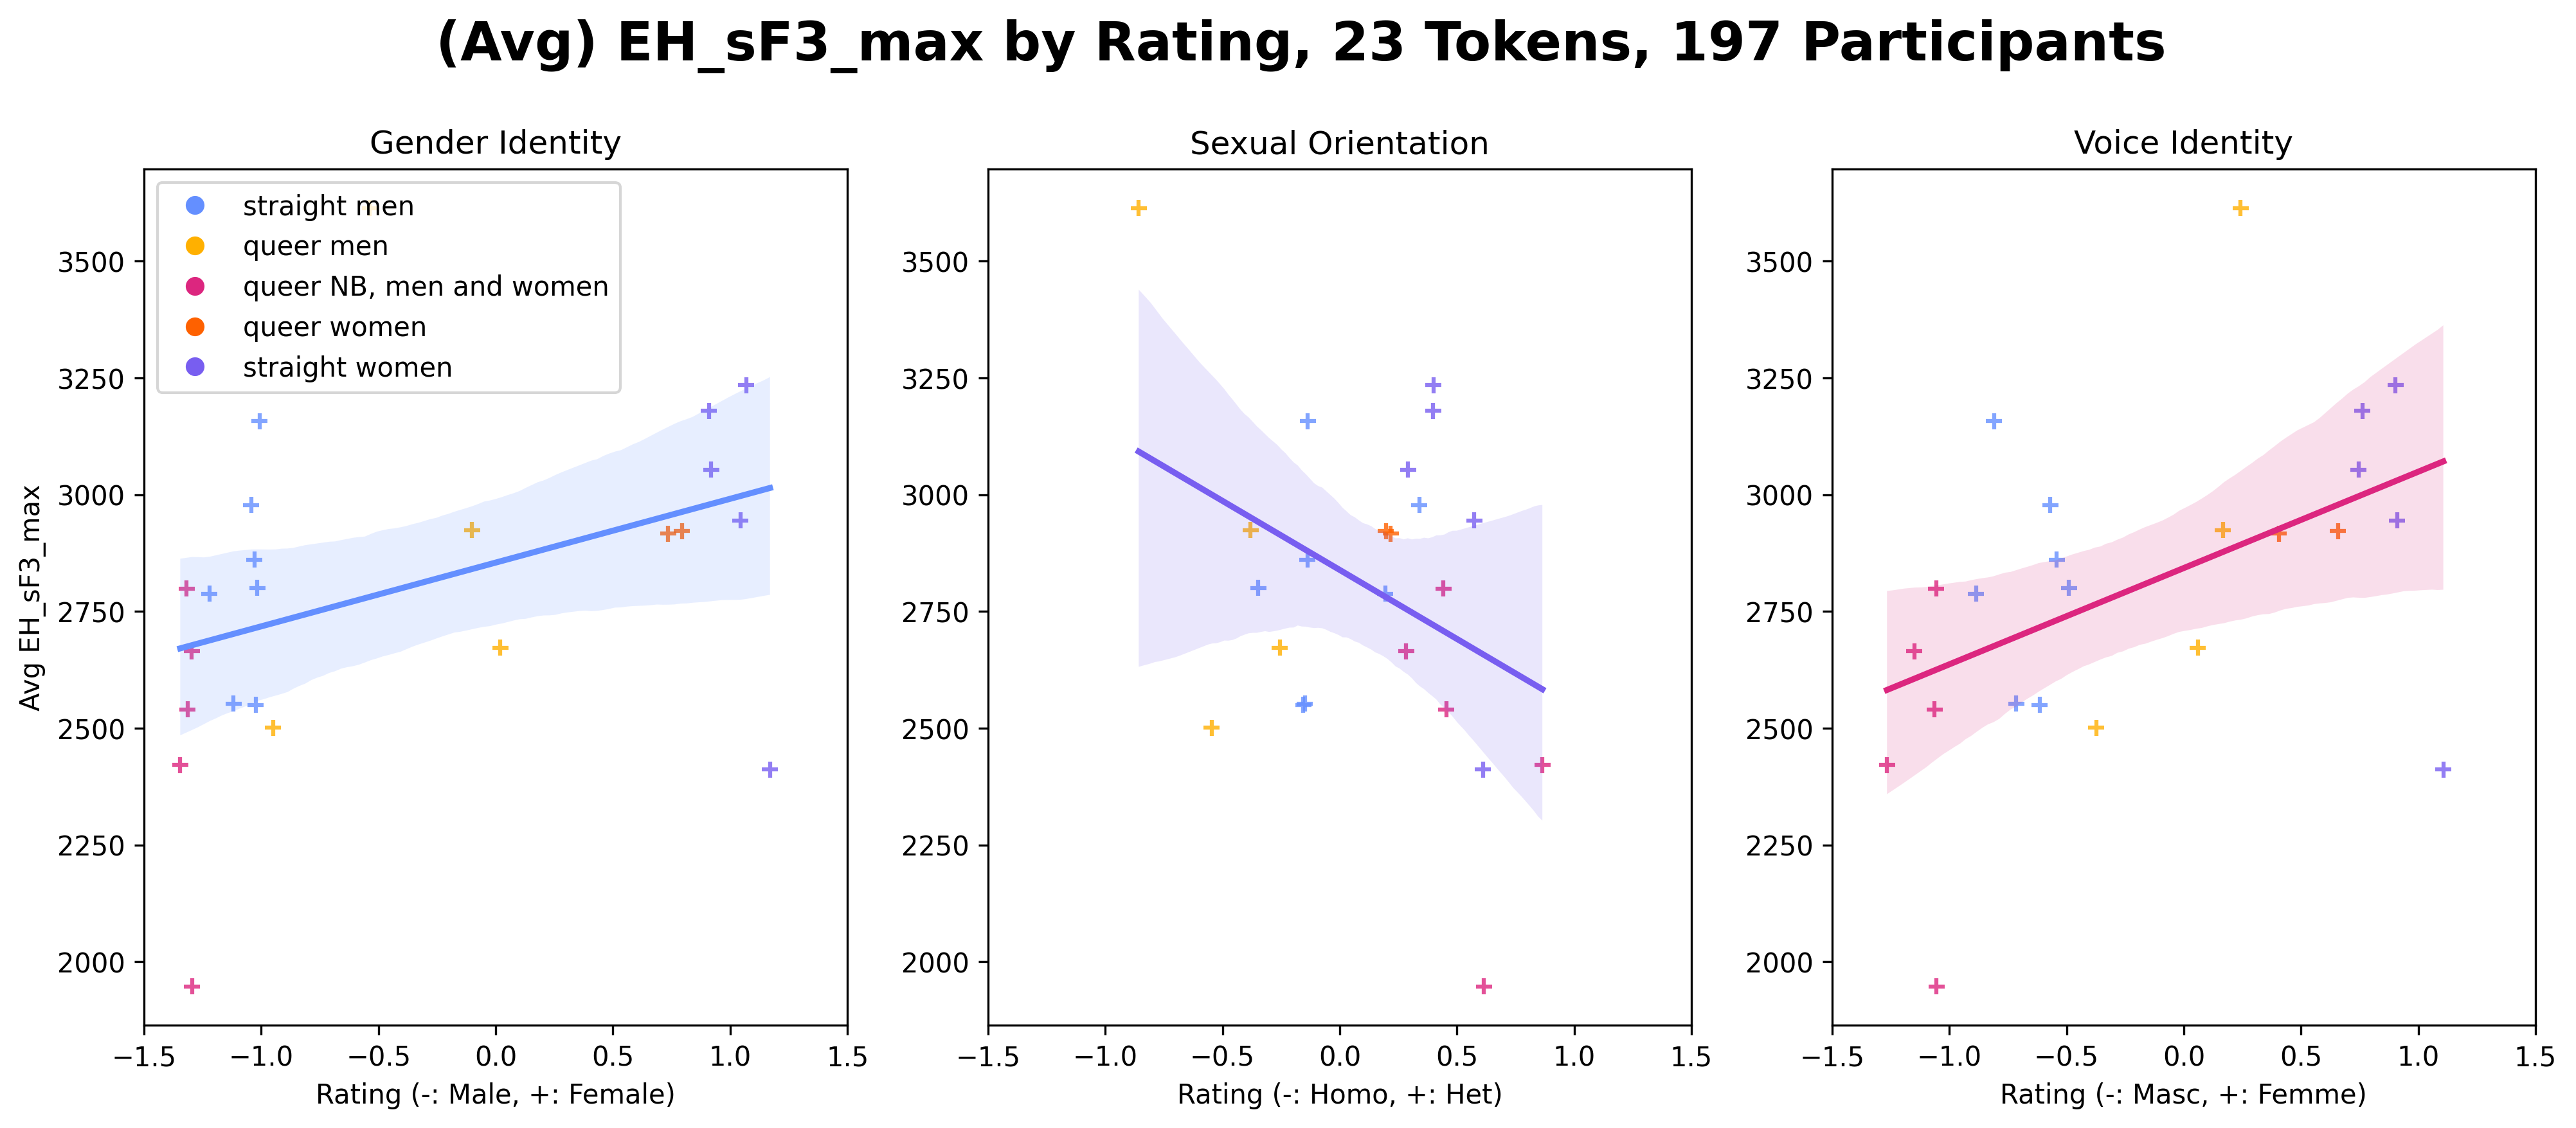 (Avg) EH_sF3_max by Rating, 23 Tokens, 197 Participants
Gender Identity
straight men
queer men
queer NB, men and women
queer women
straight women
Avg EH_sF3_max
3500
3250
3000
2750
2500
2250
2000
−1.5 −1.0 −0.5 0.0 0.5 1.0 1.5
Rating (-: Male, +: Female)
Sexual Orientation
3500
3250
3000
2750
2500
2250
2000
−1.5 −1.0 −0.5 0.0 0.5 1.0 1.5
Rating (-: Homo, +: Het)
Voice Identity
3500
3250
3000
2750
2500
2250
2000
−1.5 −1.0 −0.5 0.0 0.5 1.0 1.5
Rating (-: Masc, +: Femme)